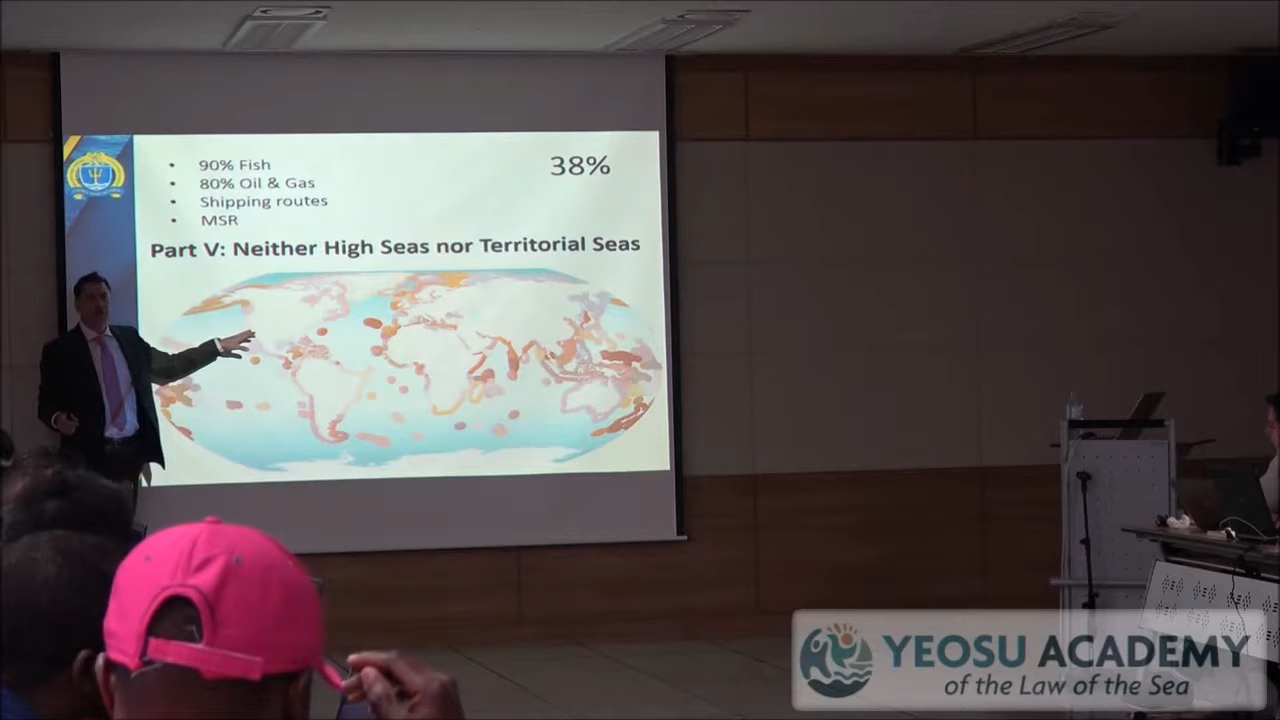 • 90% Fish
• 80% Oil & Gas
• Shipping routes
• MSR
38%
Part V: Neither High Seas nor Territorial Seas
YEOSU ACADEMY
of the Law of the Sea